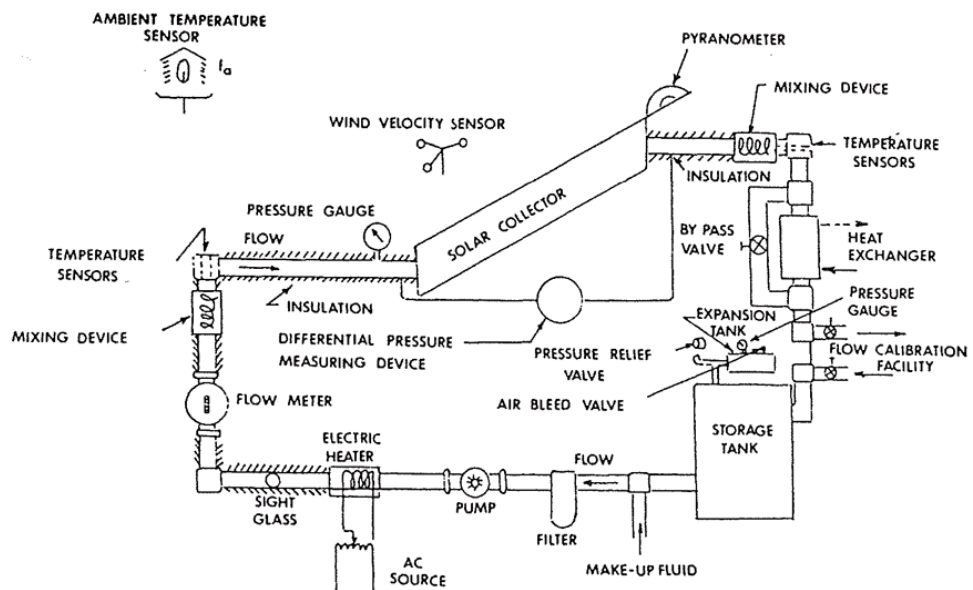 AMBIENT TEMPERATURE
SENSOR
ta
PYRANOMETER
MIXING DEVICE
WIND VELOCITY SENSOR
TEMPERATURE
SENSORS
INSULATION
PRESSURE GAUGE
FLOW
SOLAR COLLECTOR
BY PASS
VALVE
HEAT
EXCHANGER
TEMPERATURE
SENSORS
INSULATION
MIXING DEVICE
DIFFERENTIAL PRESSURE
MEASURING DEVICE
EXPANSION
TANK
PRESSURE
GAUGE
PRESSURE RELIEF
VALVE
FLOW CALIBRATION
FACILITY
AIR BLEED VALVE
FLOW METER
STORAGE
TANK
ELECTRIC
HEATER
FLOW
SIGHT
GLASS
PUMP
FILTER
AC
SOURCE
MAKE-UP FLUID